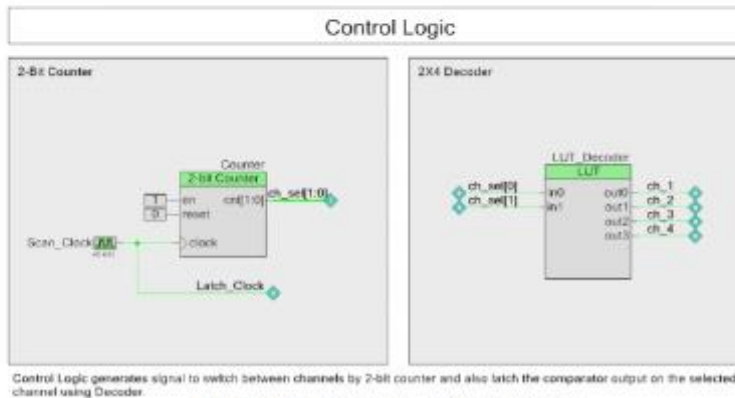 Control Logic
2-Bit Counter
Counter
2-bit Counter
1
en
cnt[1:0]
ch_sel[1:0]
0
reset
Scan_Clock
clock
Latch_Clock
2X4 Decoder
LUT_Decoder
LUT
ch_sel[0]
in0
out0
ch_1
ch_sel[1]
in1
out1
ch_2
out2
ch_3
out3
ch_4
Control Logic generates signal to switch between channels by 2-bit counter and also latch the comparator output on the selected
channel using Decoder